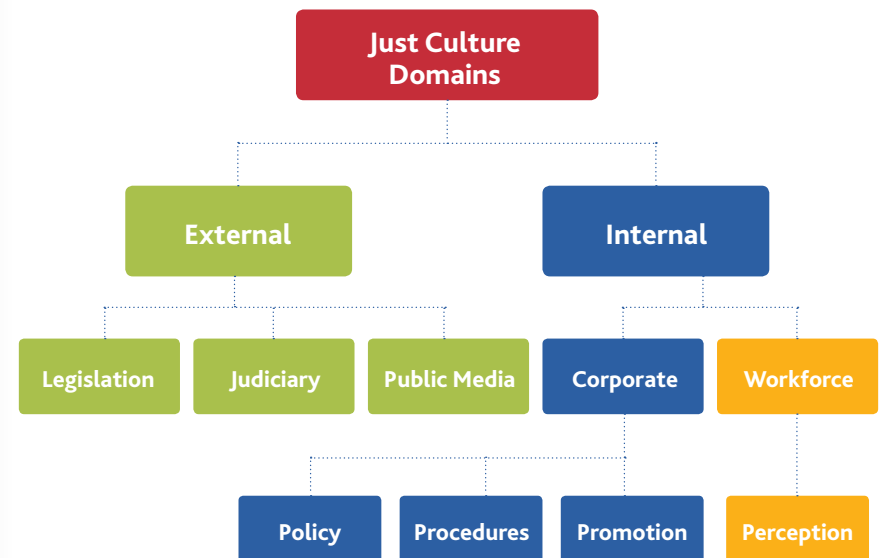 Just Culture
Domains
External
Internal
Legislation
Judiciary
Public Media
Corporate
Workforce
Policy
Procedures
Promotion
Perception